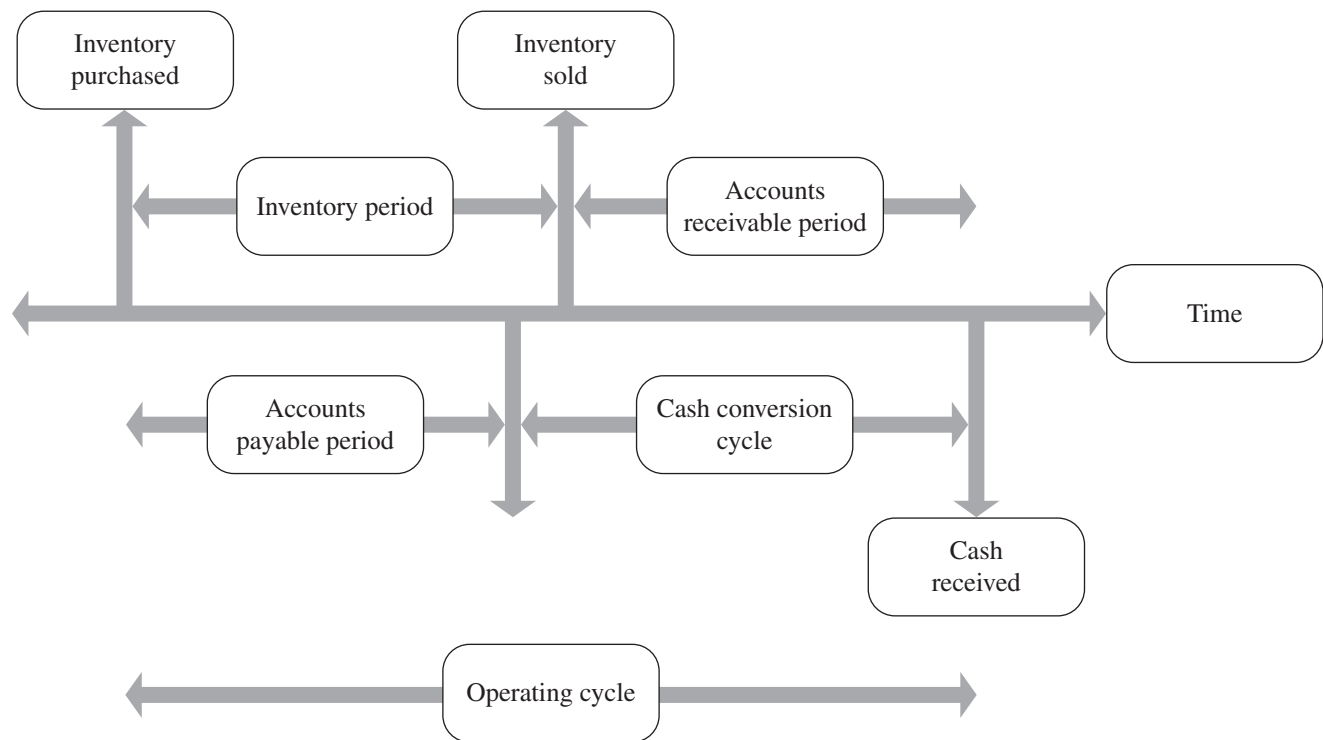 Inventory
purchased
Inventory
sold
Inventory period
Accounts
receivable period
Time
Accounts
payable period
Cash conversion
cycle
Cash
received
Operating cycle